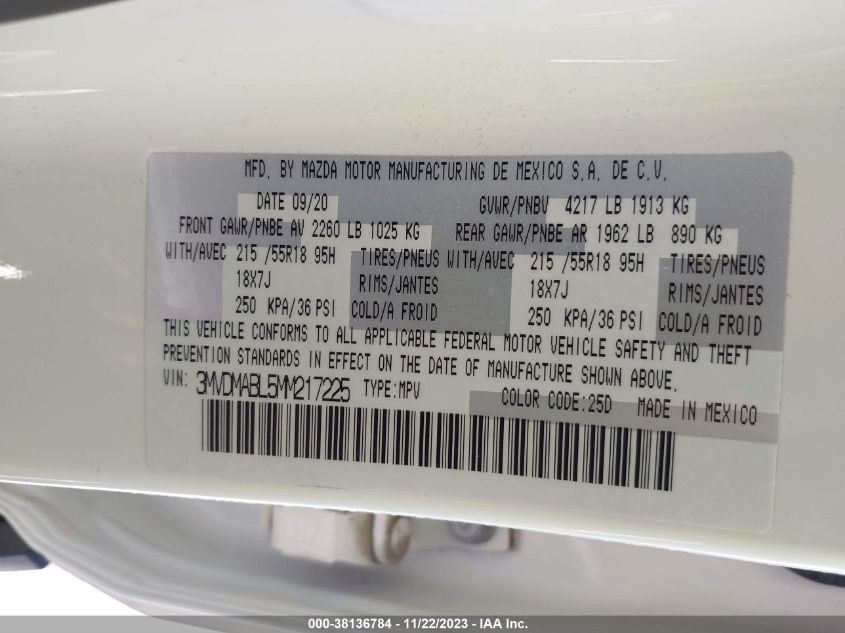 MFD. BY MAZDA MOTOR MANUFACTURING DE MEXICO S.A. DE C.V.
DATE 09/20 GVWR/PNBV 4217 LB 1913 KG
FRONT GAWR/PNBE AV 2260 LB 1025 KG REAR GAWR/PNBE AR 1962 LB 890 KG
WITH/AVEC 215 /55R18 95H TIRES/PNEUS WITH/AVEC 215 /55R18 95H TIRES/PNEUS
18X7J RIMS/JANTES 18X7J RIMS/JANTES
250 KPA/36 PSI COLD/A FROID 250 KPA/36 PSI COLD/A FROID
THIS VEHICLE CONFORMS TO ALL APPLICABLE FEDERAL MOTOR VEHICLE SAFETY AND THEFT
PREVENTION STANDARDS IN EFFECT ON THE DATE OF MANUFACTURE SHOWN ABOVE.
VIN: 3MVDMABL5MM217225 TYPE:MPV COLOR CODE:25D MADE IN MEXICO
000-38136784 - 11/22/2023 - IAA Inc.